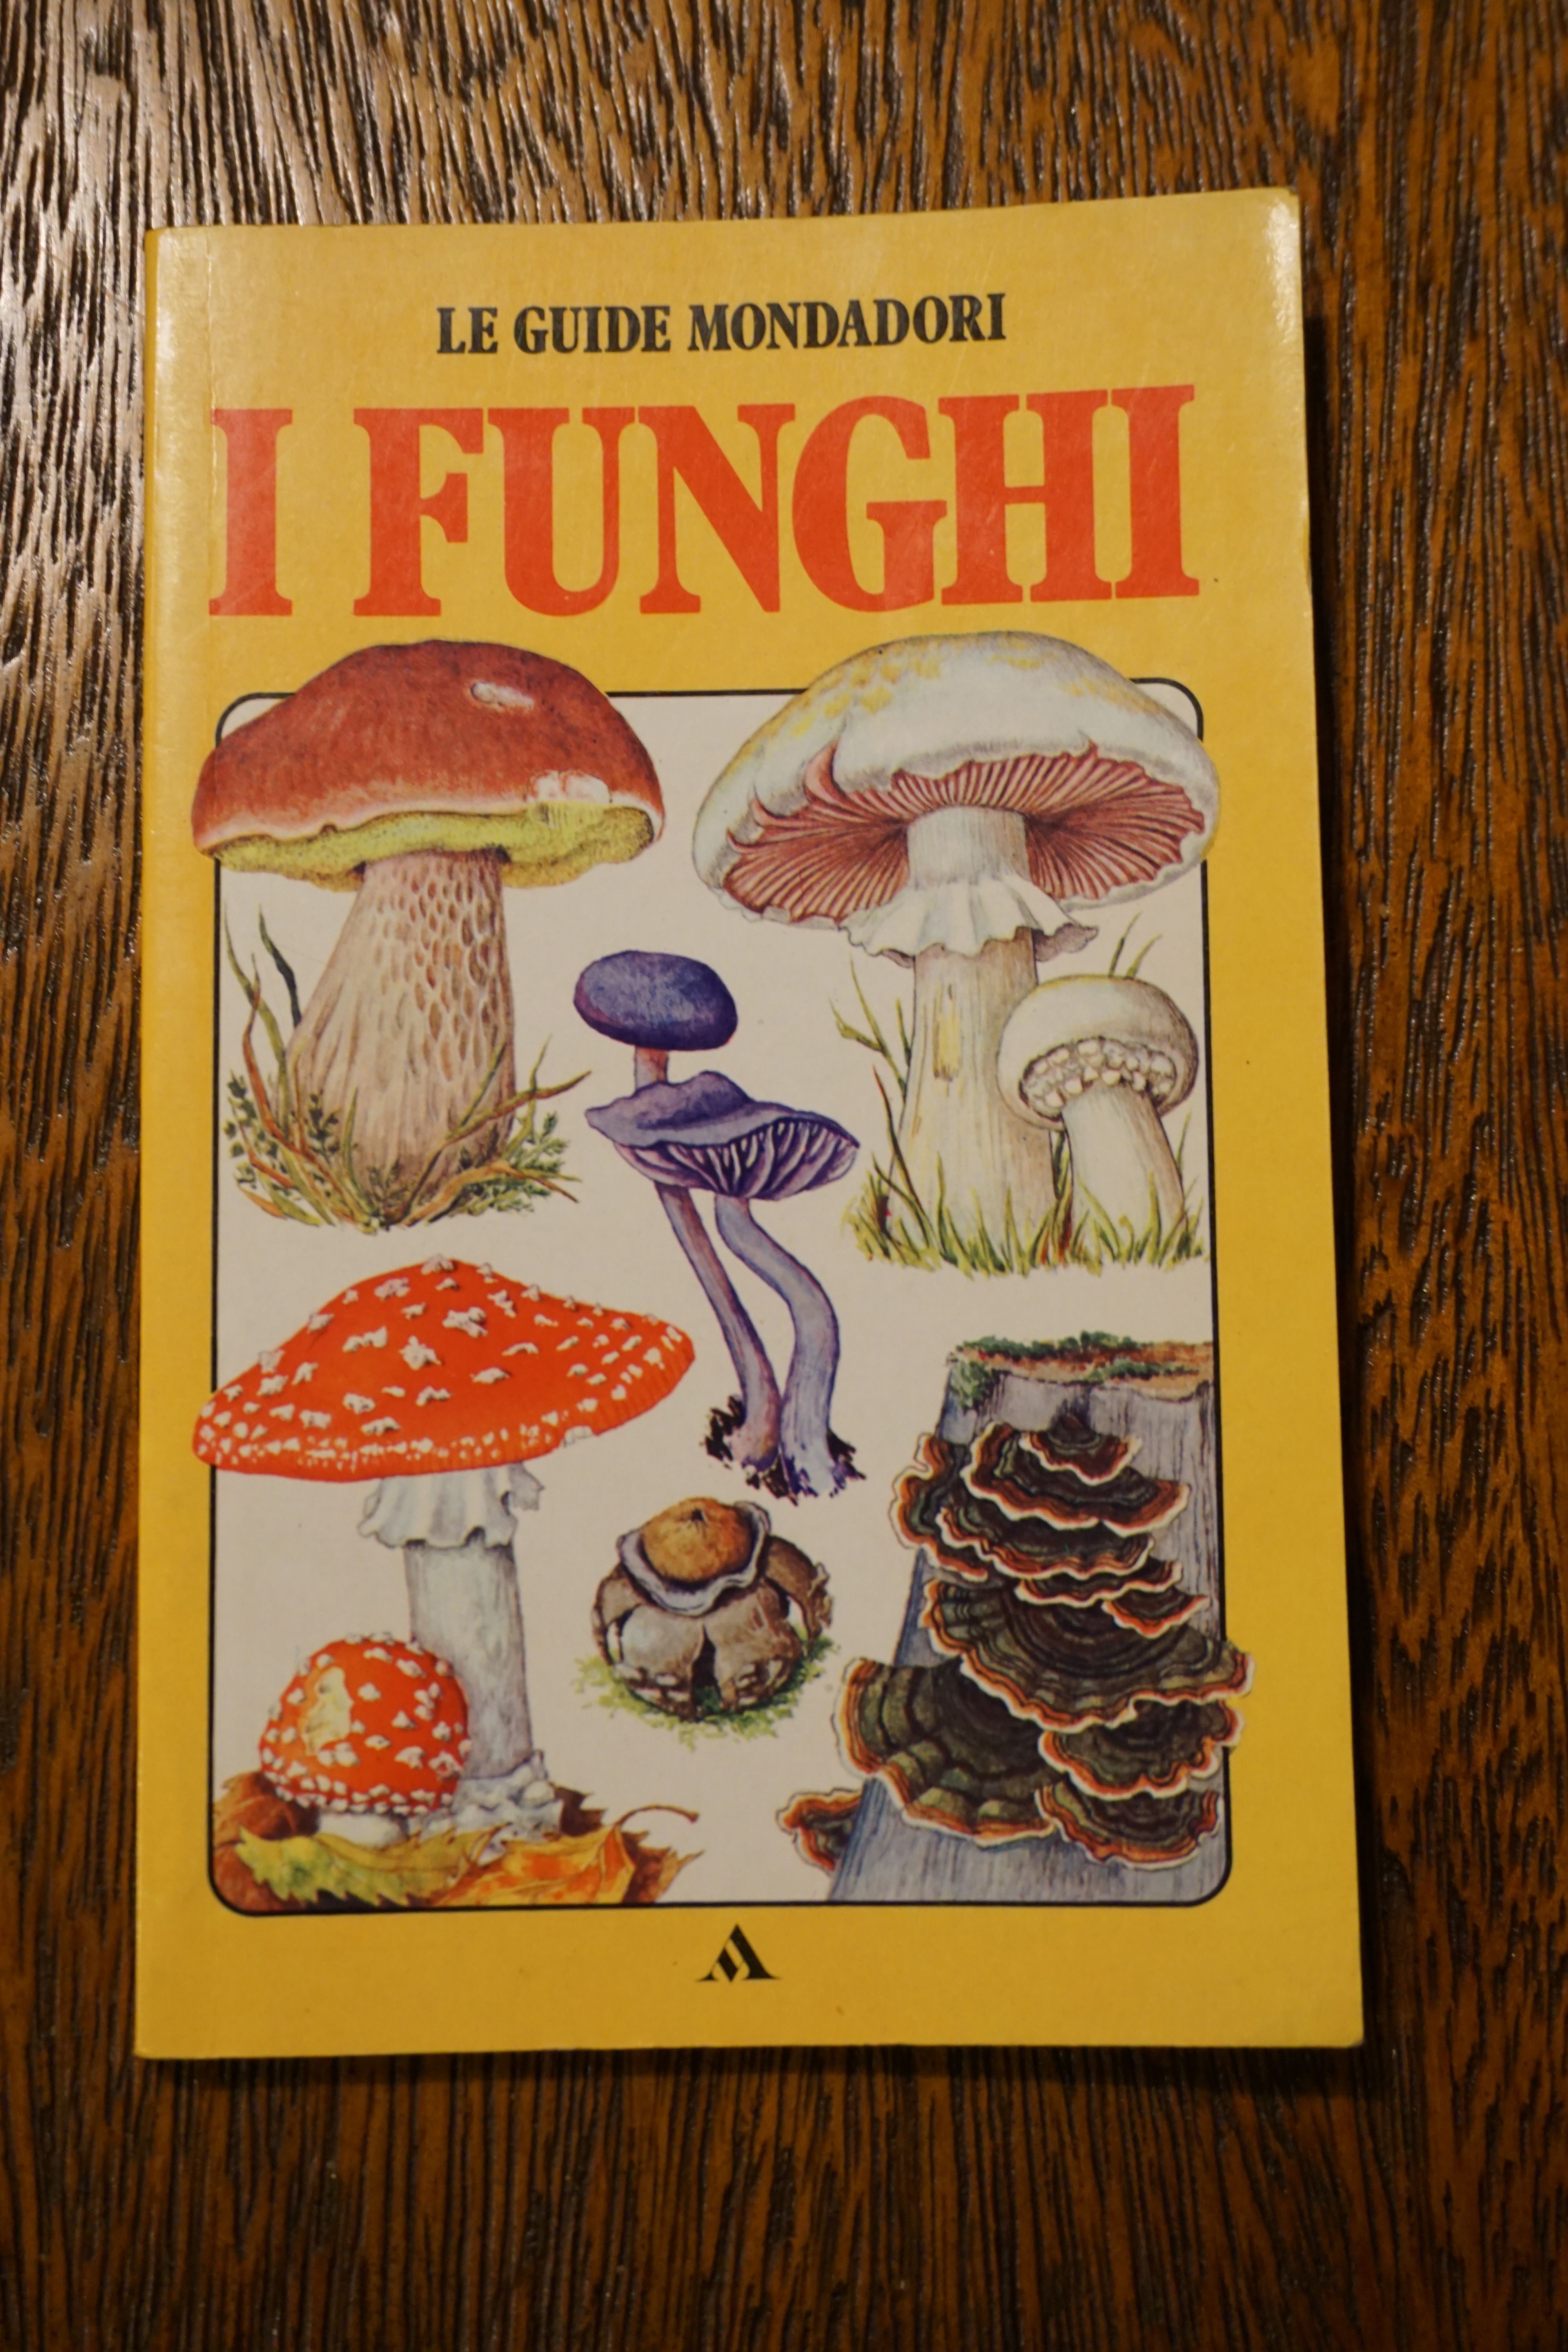 LE GUIDE MONDADORI
I FUNGHI